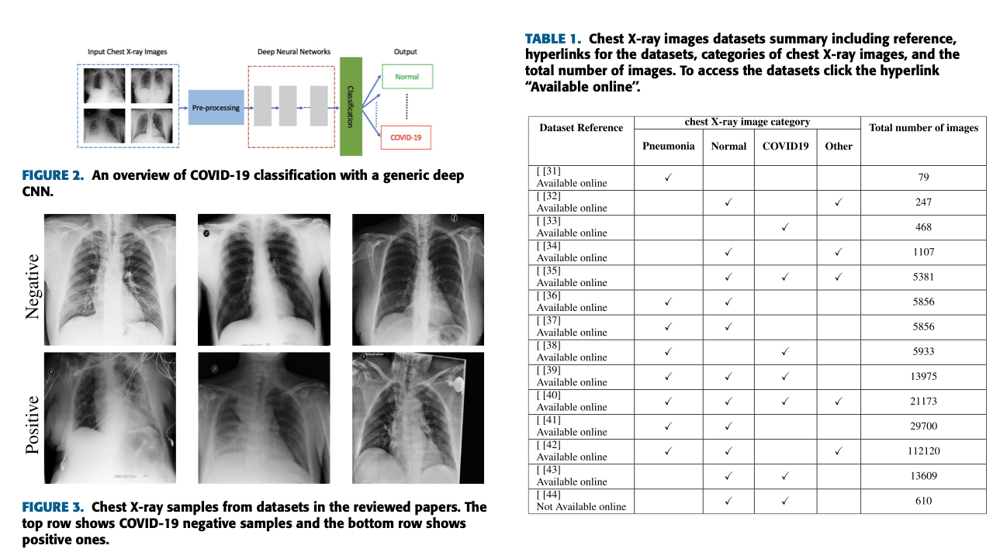 Input Chest X-ray Images
Deep Neural Networks
Output
Pre-processing
Classification
Normal
COVID-19
FIGURE 2. An overview of COVID-19 classification with a generic deep
CNN.
Negative
Positive
FIGURE 3. Chest X-ray samples from datasets in the reviewed papers. The
top row shows COVID-19 negative samples and the bottom row shows
positive ones.
TABLE 1. Chest X-ray images datasets summary including reference,
hyperlinks for the datasets, categories of chest X-ray images, and the
total number of images. To access the datasets click the hyperlink
“Available online”.
Dataset Reference chest X-ray image category Total number of images
Pneumonia Normal COVID19 Other
[ [31]
Available online ✓ 79
[ [32]
Available online ✓ ✓ 247
[ [33]
Available online ✓ 468
[ [34]
Available online ✓ ✓ 1107
[ [35]
Available online ✓ ✓ ✓ 5381
[ [36]
Available online ✓ ✓ 5856
[ [37]
Available online ✓ ✓ 5856
[ [38]
Available online ✓ ✓ 5933
[ [39]
Available online ✓ ✓ ✓ 13975
[ [40]
Available online ✓ ✓ ✓ ✓ 21173
[ [41]
Available online ✓ ✓ 29700
[ [42]
Available online ✓ ✓ ✓ 112120
[ [43]
Available online ✓ ✓ 13609
[ [44]
Not Available online ✓ ✓ 610